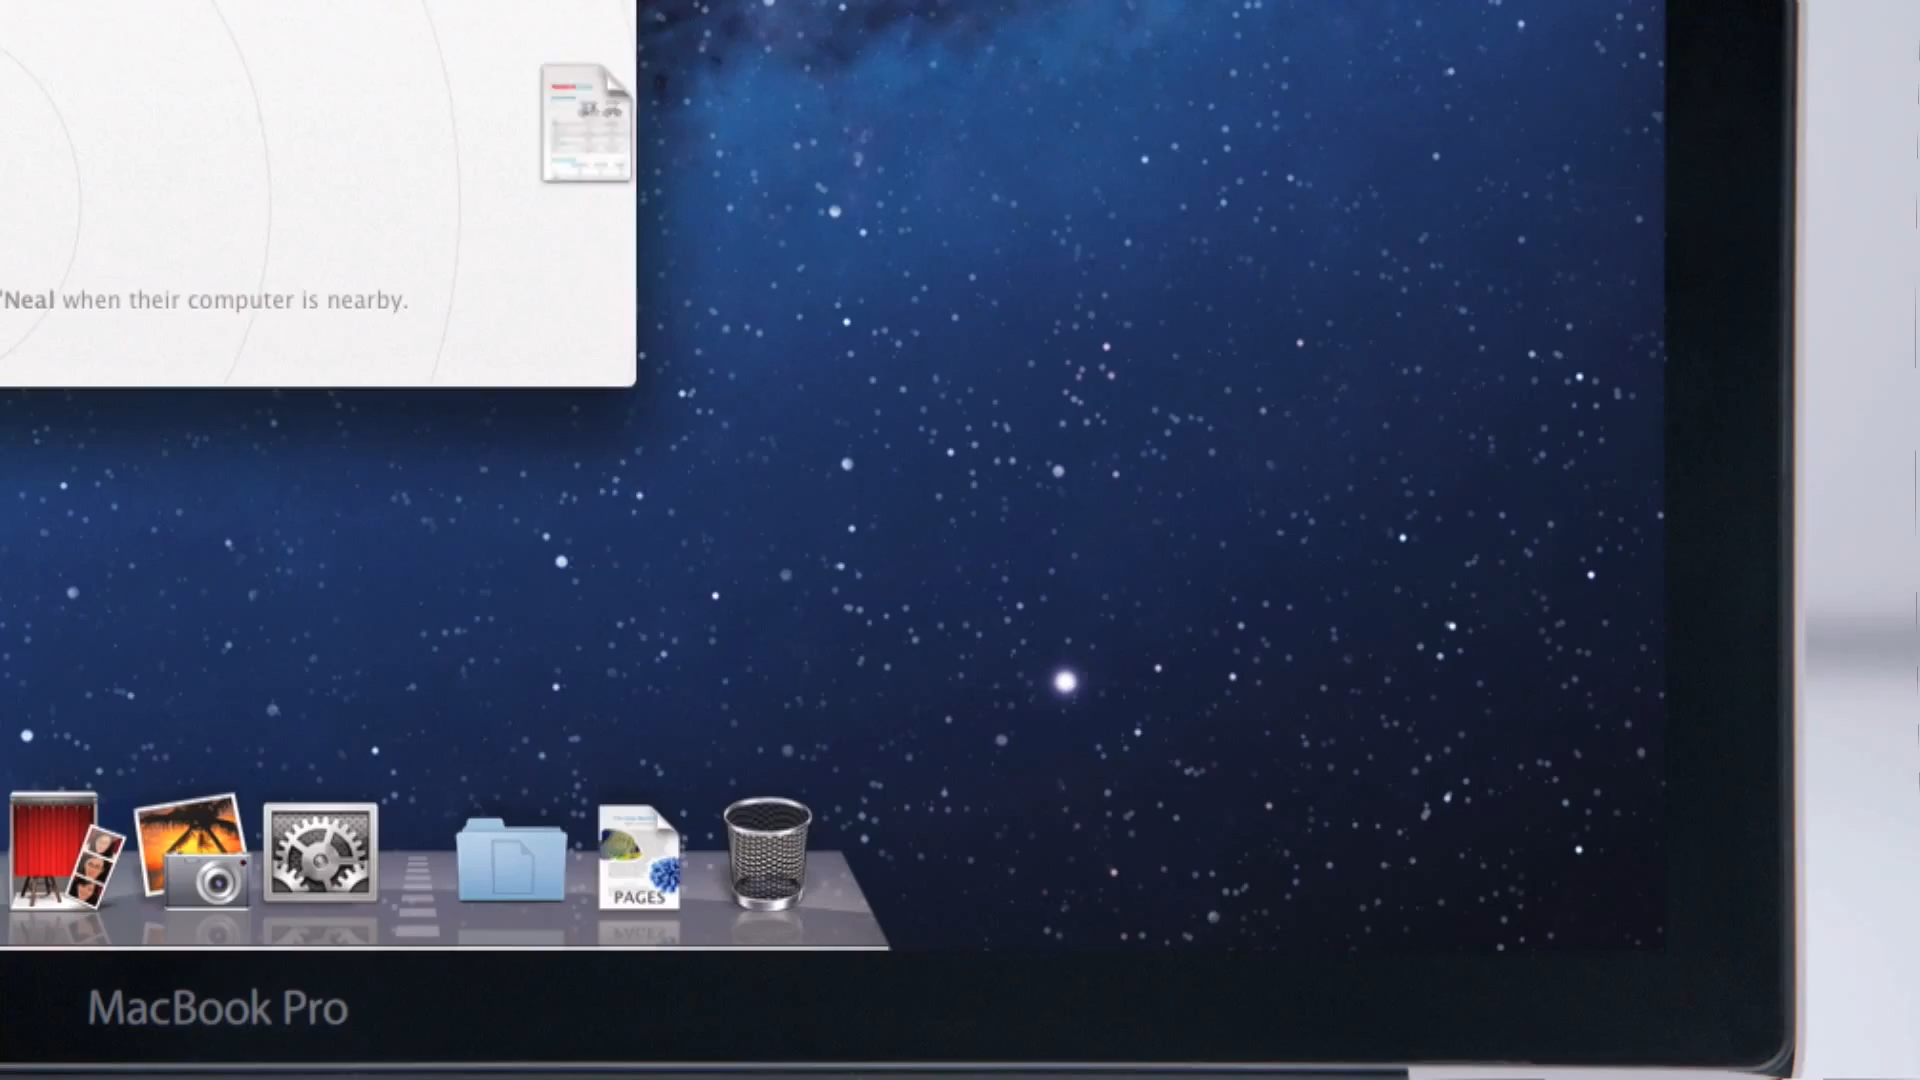 'Neal when their computer is nearby.
PAGES
MacBook Pro